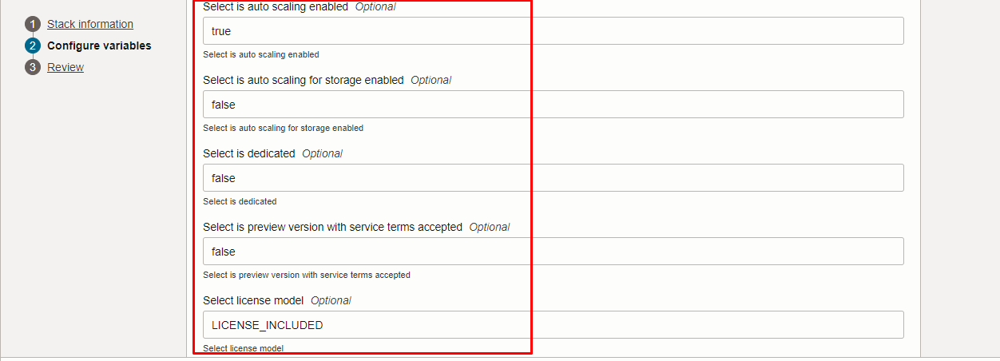 1 Stack information
2 Configure variables
3 Review
Select is auto scaling enabled Optional
true
Select is auto scaling enabled
Select is auto scaling for storage enabled Optional
false
Select is auto scaling for storage enabled
Select is dedicated Optional
false
Select is dedicated
Select is preview version with service terms accepted Optional
false
Select is preview version with service terms accepted
Select license model Optional
LICENSE_INCLUDED
Select license model